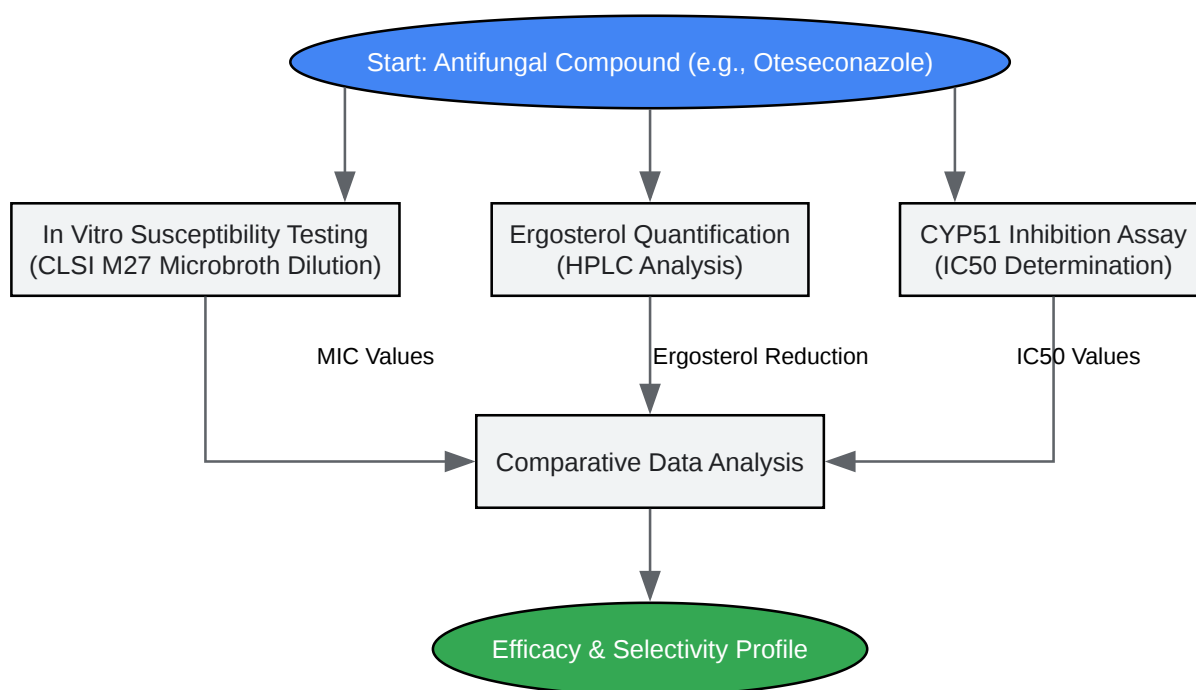 Start: Antifungal Compound (e.g., Oteseconazole)
In Vitro Susceptibility Testing
(CLSI M27 Microbroth Dilution)
Ergosterol Quantification
(HPLC Analysis)
CYP51 Inhibition Assay
(IC50 Determination)
MIC Values
Ergosterol Reduction
IC50 Values
Comparative Data Analysis
Efficacy & Selectivity Profile